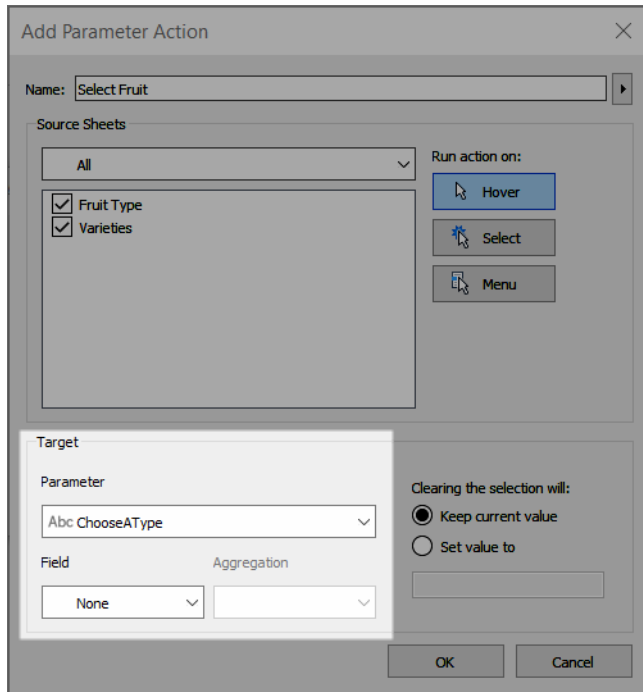 Add Parameter Action
Name: Select Fruit
Source Sheets
All
Fruit Type
Varieties
Run action on:
Hover
Select
Menu
Target
Parameter
Abc ChooseAType
Field Aggregation
None
Clearing the selection will:
Keep current value
Set value to
OK Cancel